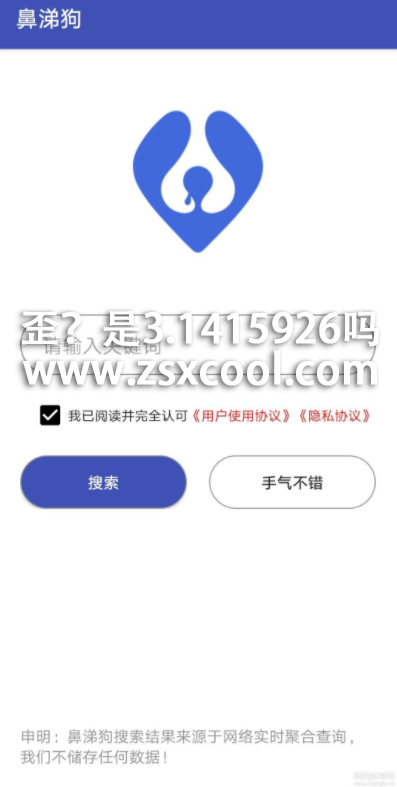 鼻涕狗
歪？是3.1415926吗
请输入关键词
www.zsxcool.com
我已阅读并完全认可《用户使用协议》《隐私协议》
搜索
手气不错
申明：鼻涕狗搜索结果来源于网络实时聚合查询，
我们不储存任何数据！